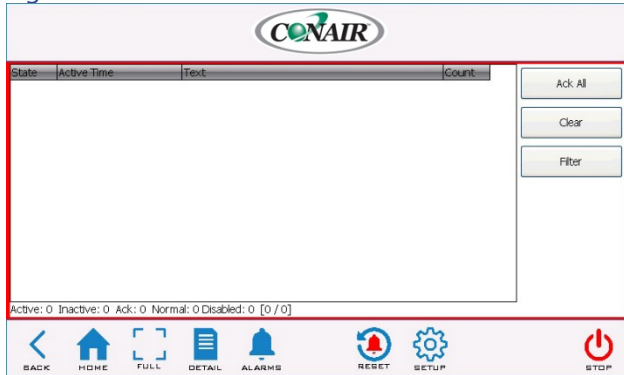 CONAIR
State Active Time Text Count
Ack All
Clear
Filter
Active: 0 Inactive: 0 Ack: 0 Normal: 0 Disabled: 0 [0 / 0]
BACK HOME FULL DETAIL ALARMS RESET SETUP STOP